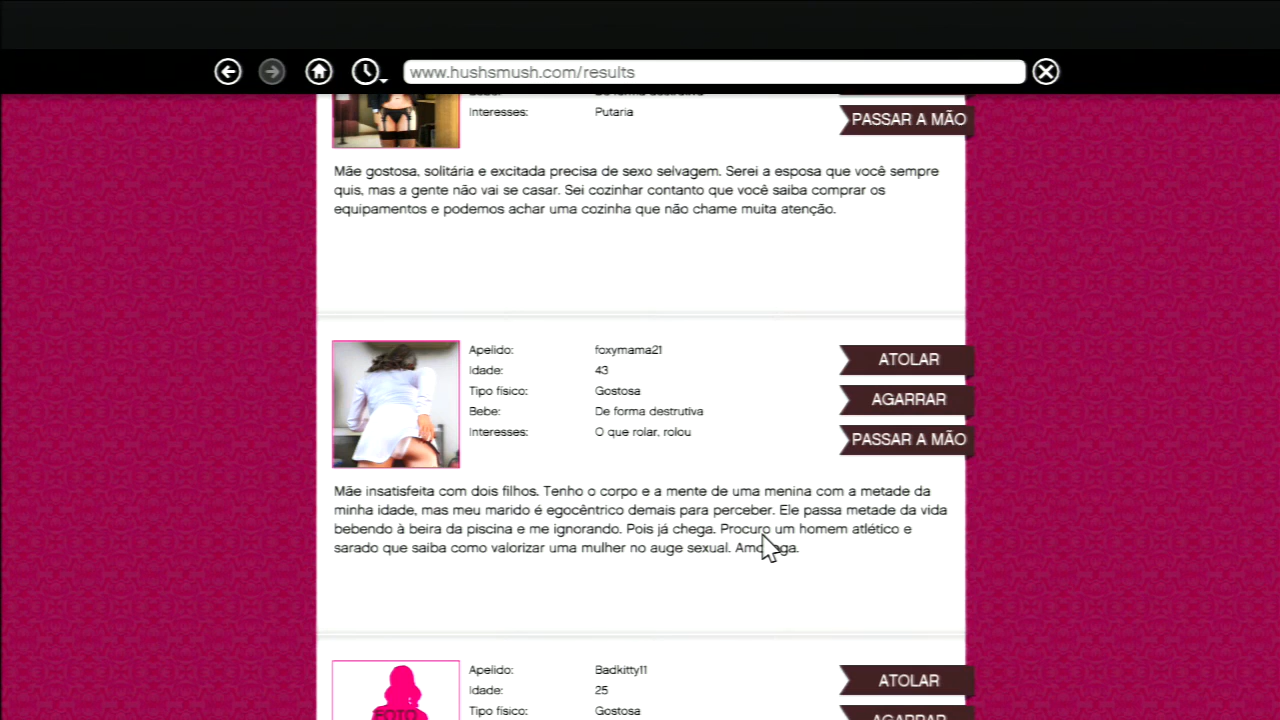 www.hushsmush.com/results
Interesses: Putaria
PASSAR A MÃO
Mãe gostosa, solitária e excitada precisa de sexo selvagem. Serei a esposa que você sempre
quis, mas a gente não vai se casar. Sei cozinhar contanto que você saiba comprar os
equipamentos e podemos achar uma cozinha que não chame muita atenção.
Apelido: foxymama21
ATOLAR
Idade: 43
Tipo físico: Gostosa
AGARRAR
Bebe: De forma destrutiva
Interesses: O que rolar, rolou
PASSAR A MÃO
Mãe insatisfeita com dois filhos. Tenho o corpo e a mente de uma menina com a metade da
minha idade, mas meu marido é egocêntrico demais para perceber. Ele passa metade da vida
bebendo à beira da piscina e me ignorando. Pois já chega. Procuro um homem atlético e
sarado que saiba como valorizar uma mulher no auge sexual.
Apelido: Badkitty11
ATOLAR
Idade: 25
Tipo físico: Gostosa
AGARRAR
FOTO